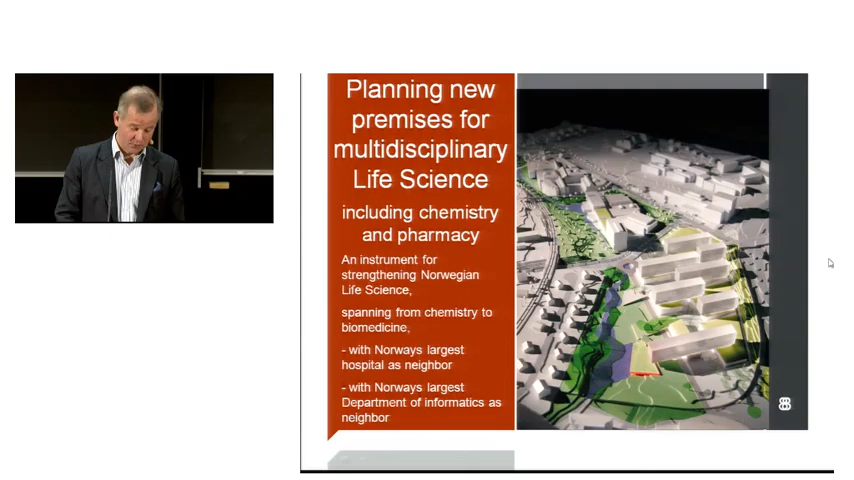 Planning new
premises for
multidisciplinary
Life Science
including chemistry
and pharmacy
An instrument for
strengthening Norwegian
Life Science,
spanning from chemistry to
biomedicine,
- with Norways largest
hospital as neighbor
- with Norways largest
Department of informatics as
neighbor